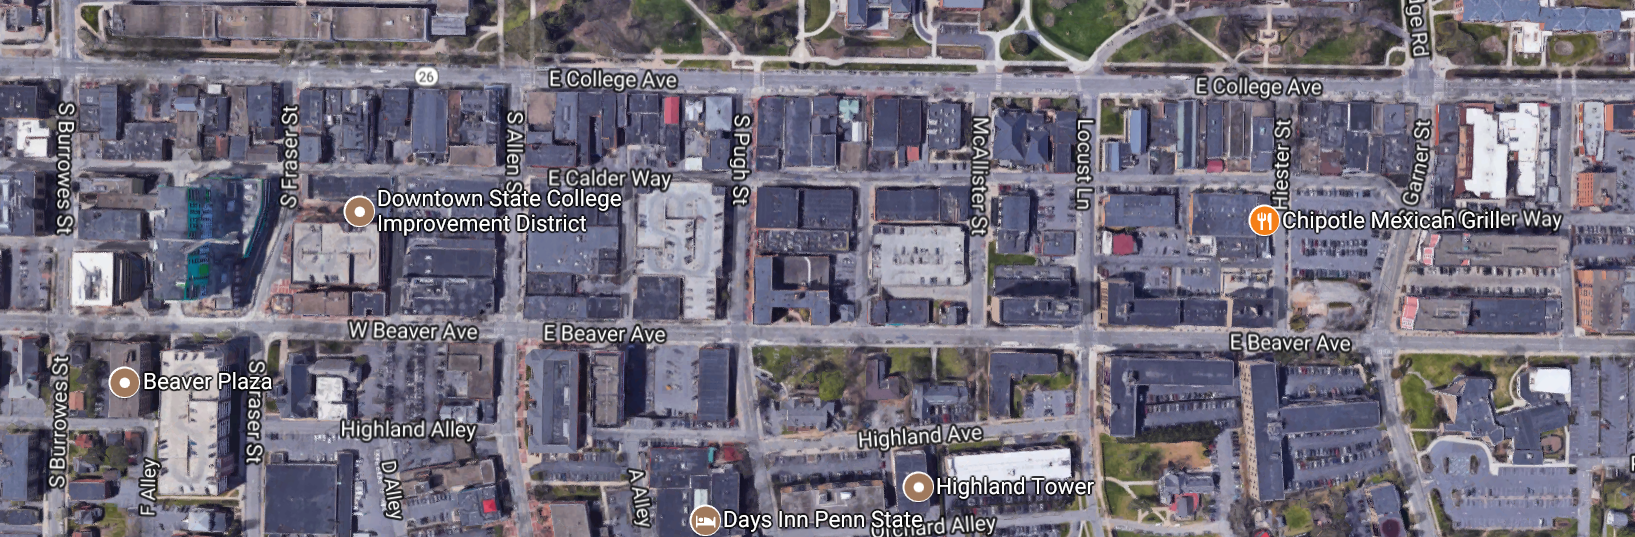 Rd
26
E College Ave
E College Ave
S Burrowes St
S Fraser St
S Allen S
S Pugh St
McAllister St
Locust Ln
Hiester St
S Garner St
E Calder Way
Downtown State College
Improvement District
Chipotle Mexican Grill
Way
W Beaver Ave
E Beaver Ave
E Beaver Ave
S Burrowes St
Beaver Plaza
S Fraser St
Highland Alley
Highland Ave
F Alley
D Alley
A Alley
Highland Tower
Days Inn Penn State
Orchard Alley